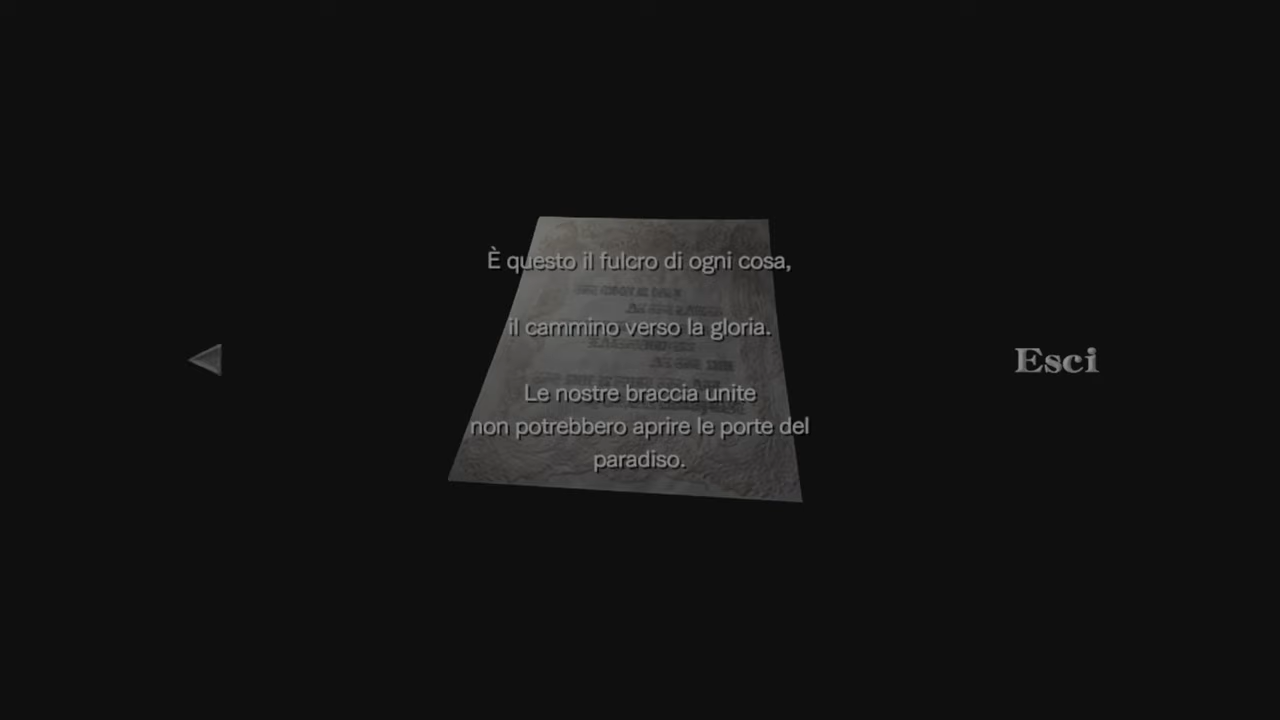 È questo il fulcro di ogni cosa,
il cammino verso la gloria.
Esci
Le nostre braccia unite
non potrebbero aprire le porte del
paradiso.